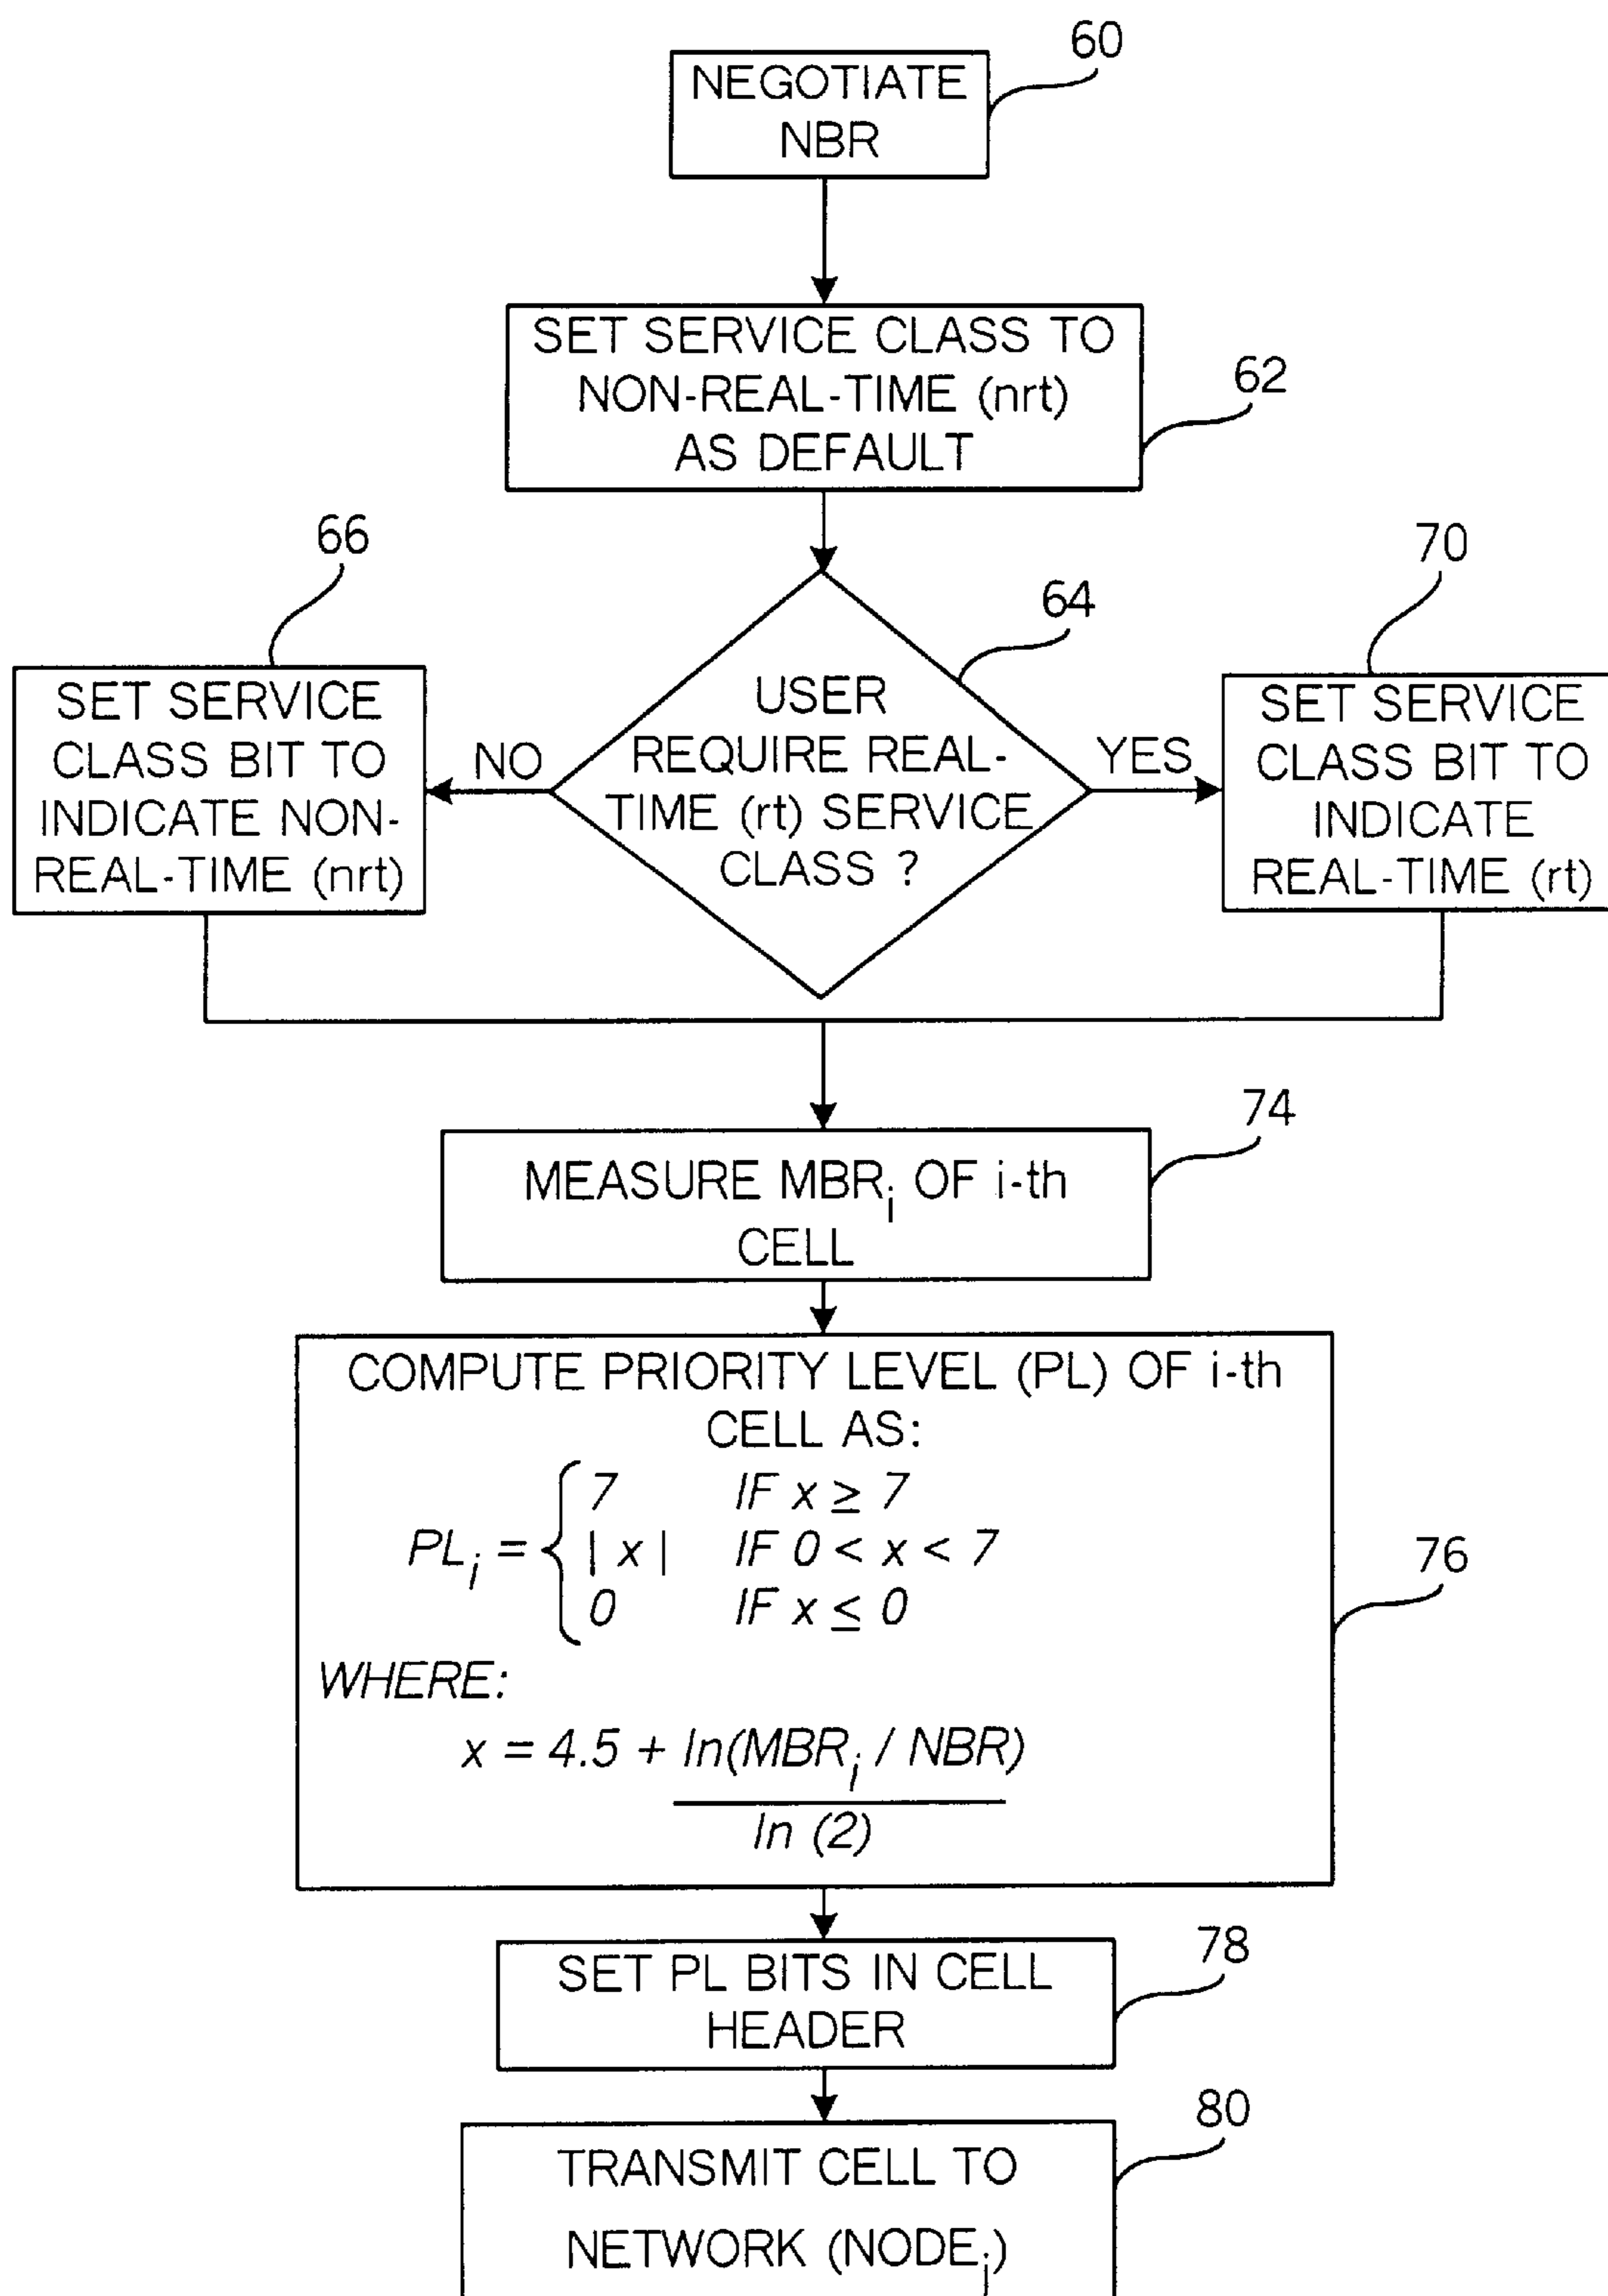 60
NEGOTIATE
NBR
SET SERVICE CLASS TO
NON-REAL-TIME (nrt)
AS DEFAULT
62
66
SET SERVICE
CLASS BIT TO
INDICATE NON-
REAL-TIME (nrt)
NO
64
USER
REQUIRE REAL-
TIME (rt) SERVICE
CLASS ?
YES
70
SET SERVICE
CLASS BIT TO
INDICATE
REAL-TIME (rt)
74
MEASURE MBRi OF i-th
CELL
COMPUTE PRIORITY LEVEL (PL) OF i-th
CELL AS:
7 IF x ≥ 7
PLi = { | x | IF 0 < x < 7
0 IF x ≤ 0
76
WHERE:
x = 4.5 + ln(MBRi / NBR)
ln (2)
78
SET PL BITS IN CELL
HEADER
80
TRANSMIT CELL TO
NETWORK (NODEj)